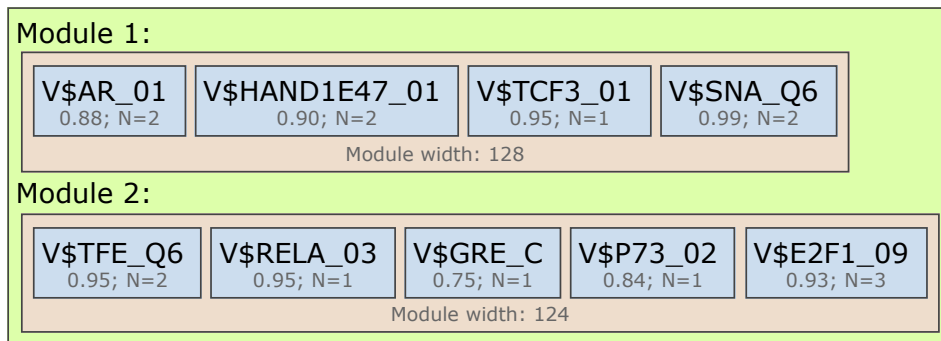 Module 1:
V$AR_01 V$HAND1E47_01 V$TCF3_01 V$SNA_Q6
0.88; N=2 0.90; N=2 0.95; N=1 0.99; N=2
Module width: 128
Module 2:
V$TFE_Q6 V$RELA_03 V$GRE_C V$P73_02 V$E2F1_09
0.95; N=2 0.95; N=1 0.75; N=1 0.84; N=1 0.93; N=3
Module width: 124